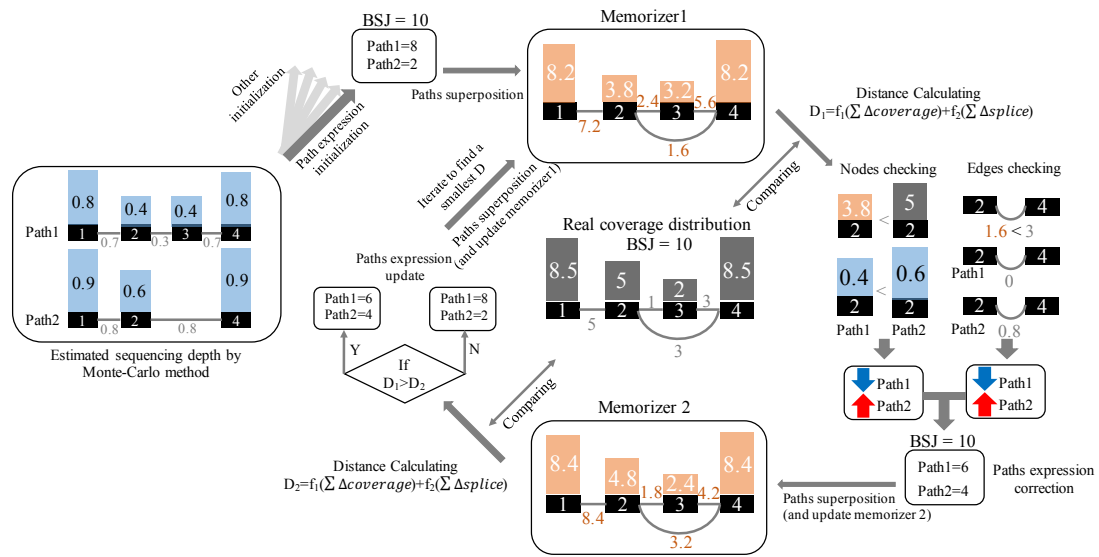 Other
initialization
Path expression
initialization
BSJ = 10
Path1=8
Path2=2
Paths superposition
Memorizer1
8.2
3.8
3.2
8.2
2.4
5.6
1
2
3
4
7.2
1.6
Distance Calculating
D₁=f₁(∑ Δcoverage)+f₂(∑ Δsplice)
Comparing
Nodes checking
3.8
<
5
2
2
0.4
<
0.6
2
2
Path1
Path2
Edges checking
2
4
1.6 < 3
2
4
Path1
0
2
4
Path2
0.8
Path1
Path2
Path1
Path2
BSJ = 10
Path1=6
Path2=4
Paths expression
correction
Paths superposition
(and update memorizer 2)
Memorizer 2
8.4
4.8
2.4
8.4
1.8
4.2
1
2
3
4
8.4
3.2
Distance Calculating
D₂=f₁(∑ Δcoverage)+f₂(∑ Δsplice)
Comparing
If
D₁>D₂
Y
N
Path1=6
Path2=4
Path1=8
Path2=2
Paths expression
update
Iterate to find a
smallest D
Paths superposition
(and update memorizer1)
Real coverage distribution
BSJ = 10
8.5
5
2
8.5
1
3
1
2
3
4
5
3
0.8
0.4
0.4
0.8
Path1
1
2
3
4
0.7
0.3
0.7
0.9
0.6
0.9
Path2
1
2
4
0.8
0.8
Estimated sequencing depth by
Monte-Carlo method